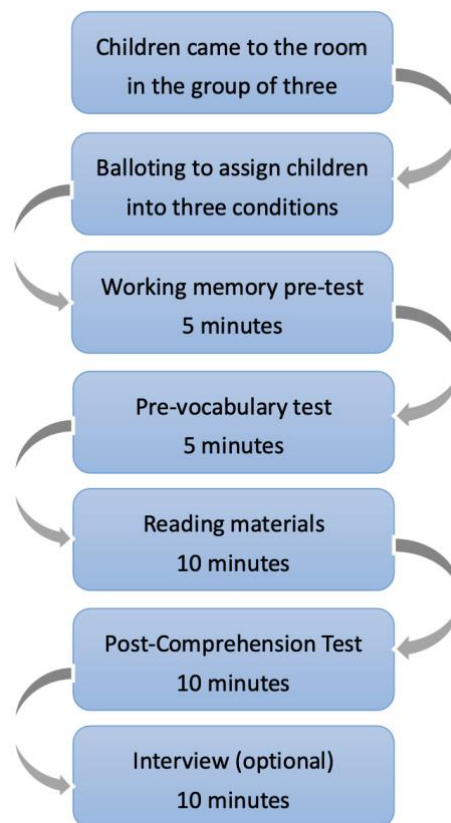 Children came to the room
in the group of three
Balloting to assign children
into three conditions
Working memory pre-test
5 minutes
Pre-vocabulary test
5 minutes
Reading materials
10 minutes
Post-Comprehension Test
10 minutes
Interview (optional)
10 minutes